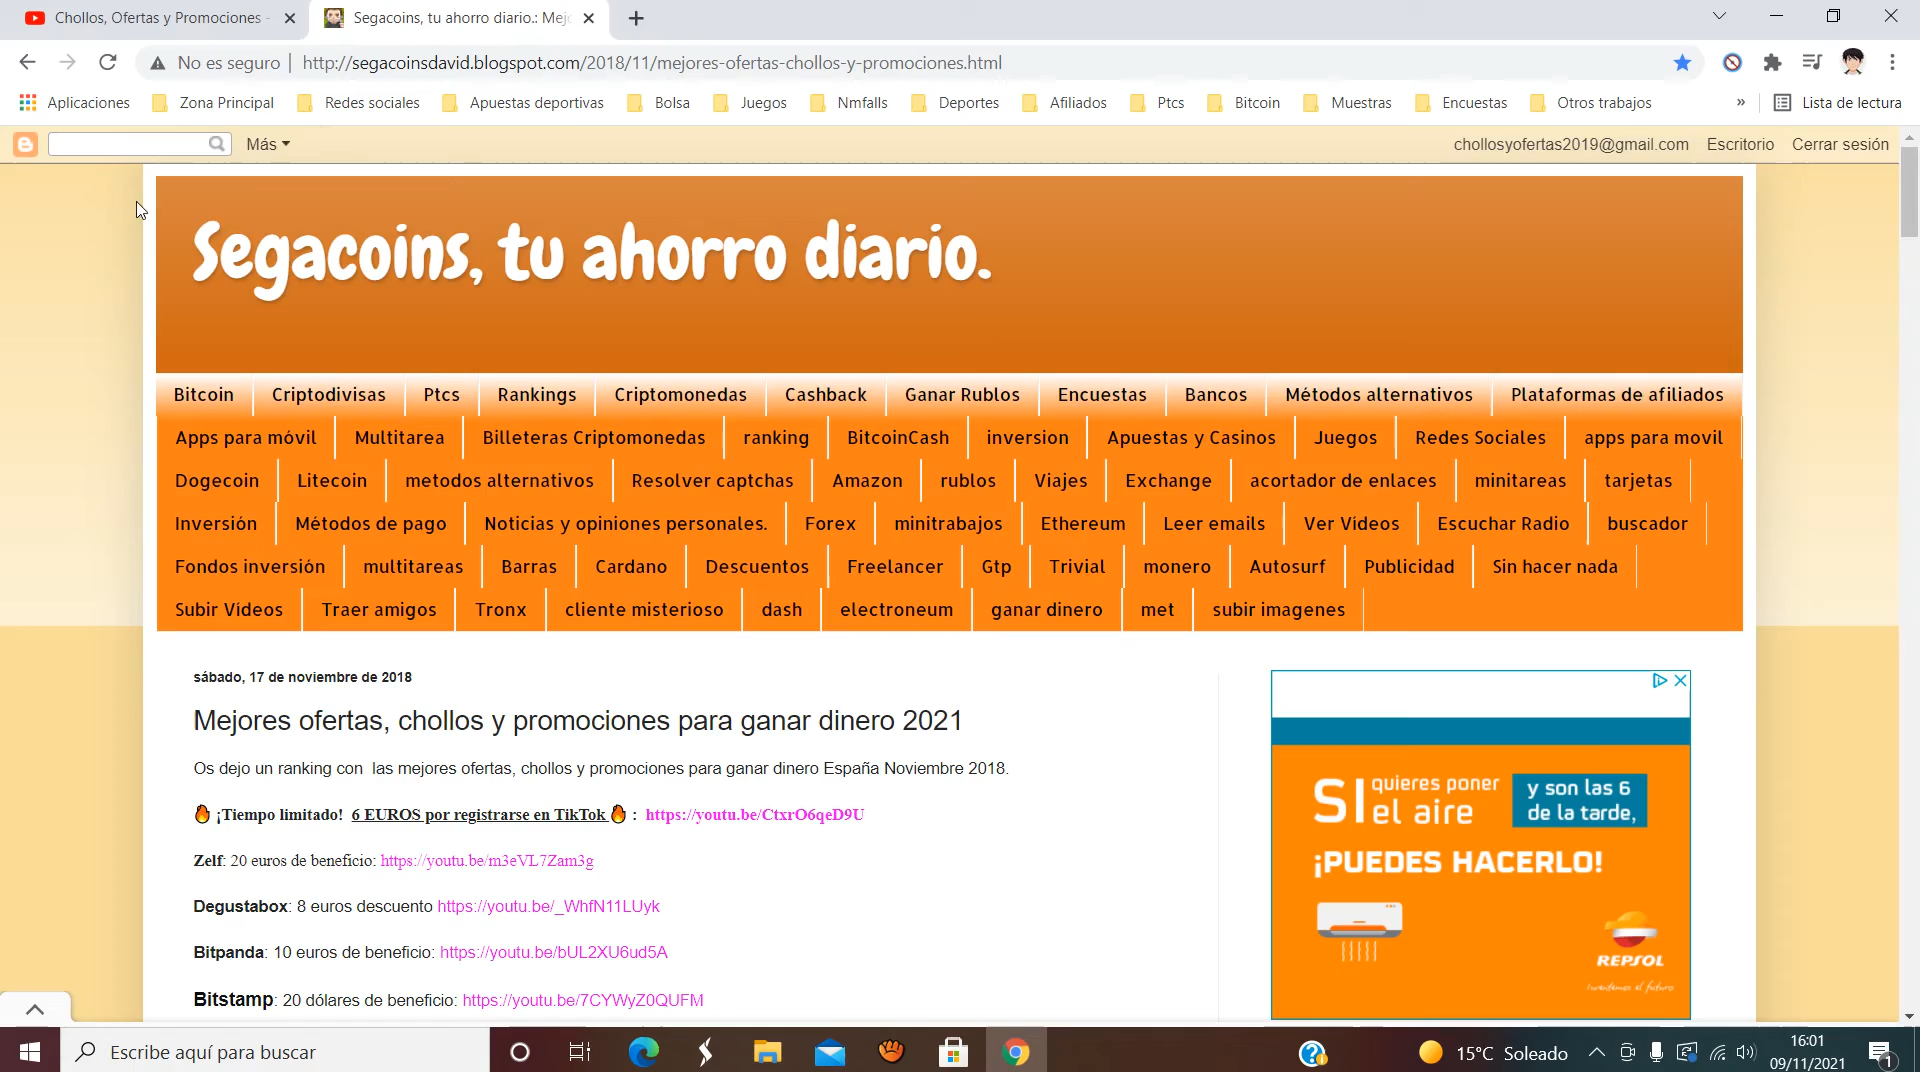 Chollos, Ofertas y Promociones -
Segacoins, tu ahorro diario.: Mej
No es seguro | http://segacoinsdavid.blogspot.com/2018/11/mejores-ofertas-chollos-y-promociones.html
Aplicaciones Zona Principal Redes sociales Apuestas deportivas Bolsa Juegos Nmfalls Deportes Afiliados Ptcs Bitcoin Muestras Encuestas Otros trabajos » Lista de lectura
Más chollosyofertas2019@gmail.com Escritorio Cerrar sesión
Segacoins, tu ahorro diario.
Bitcoin Criptodivisas Ptcs Rankings Criptomonedas Cashback Ganar Rublos Encuestas Bancos Métodos alternativos Plataformas de afiliados
Apps para móvil Multitarea Billeteras Criptomonedas ranking BitcoinCash inversion Apuestas y Casinos Juegos Redes Sociales apps para movil
Dogecoin Litecoin metodos alternativos Resolver captchas Amazon rublos Viajes Exchange acortador de enlaces minitareas tarjetas
Inversión Métodos de pago Noticias y opiniones personales. Forex minitrabajos Ethereum Leer emails Ver Vídeos Escuchar Radio buscador
Fondos inversión multitareas Barras Cardano Descuentos Freelancer Gtp Trivial monero Autosurf Publicidad Sin hacer nada
Subir Vídeos Traer amigos Tronx cliente misterioso dash electroneum ganar dinero met subir imagenes
sábado, 17 de noviembre de 2018
Mejores ofertas, chollos y promociones para ganar dinero 2021
Os dejo un ranking con las mejores ofertas, chollos y promociones para ganar dinero España Noviembre 2018.
🔥 ¡Tiempo limitado! 6 EUROS por registrarse en TikTok 🔥 : https://youtu.be/CtxrO6qeD9U
Zelf: 20 euros de beneficio: https://youtu.be/m3eVL7Zam3g
Degustabox: 8 euros descuento https://youtu.be/_WhfN11LUyk
Bitpanda: 10 euros de beneficio: https://youtu.be/bUL2XU6ud5A
Bitstamp: 20 dólares de beneficio: https://youtu.be/7CYWyZ0QUFM
SI quieres poner
el aire
y son las 6
de la tarde,
¡PUEDES HACERLO!
REPSOL
Inventemos el futuro
Escribe aquí para buscar
15°C Soleado
16:01
09/11/2021
1